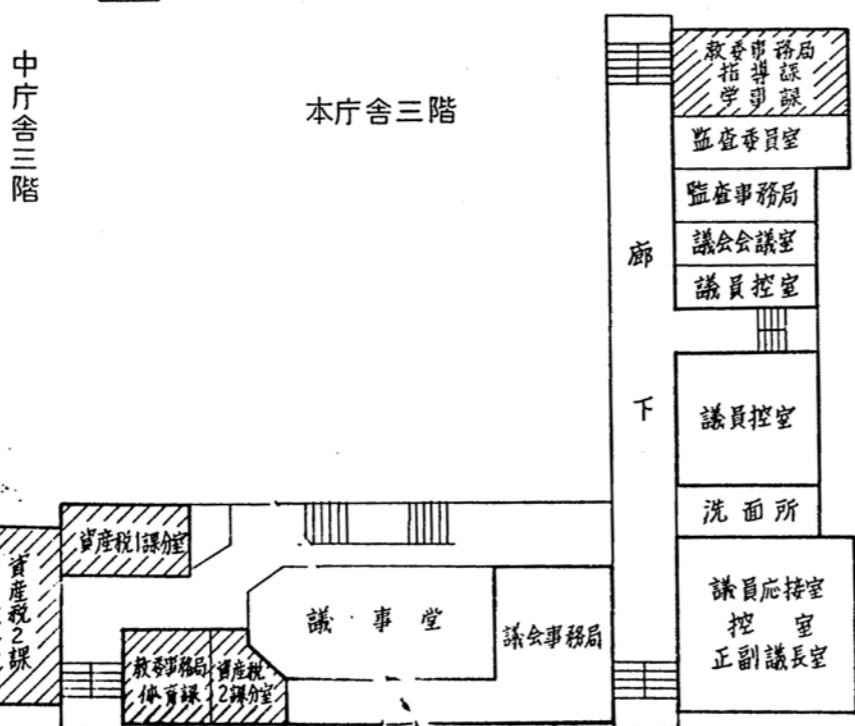 中庁舎三階
本庁舎三階
教委事務局
指導課
学事課
監査委員室
監査事務局
議会会議室
議員控室
廊下
議員控室
洗面所
議員応接室
控室
正副議長室
資産税1課分室
資産税2課
議事堂
議会事務局
教委事務局
体育課
資産税
2課分室